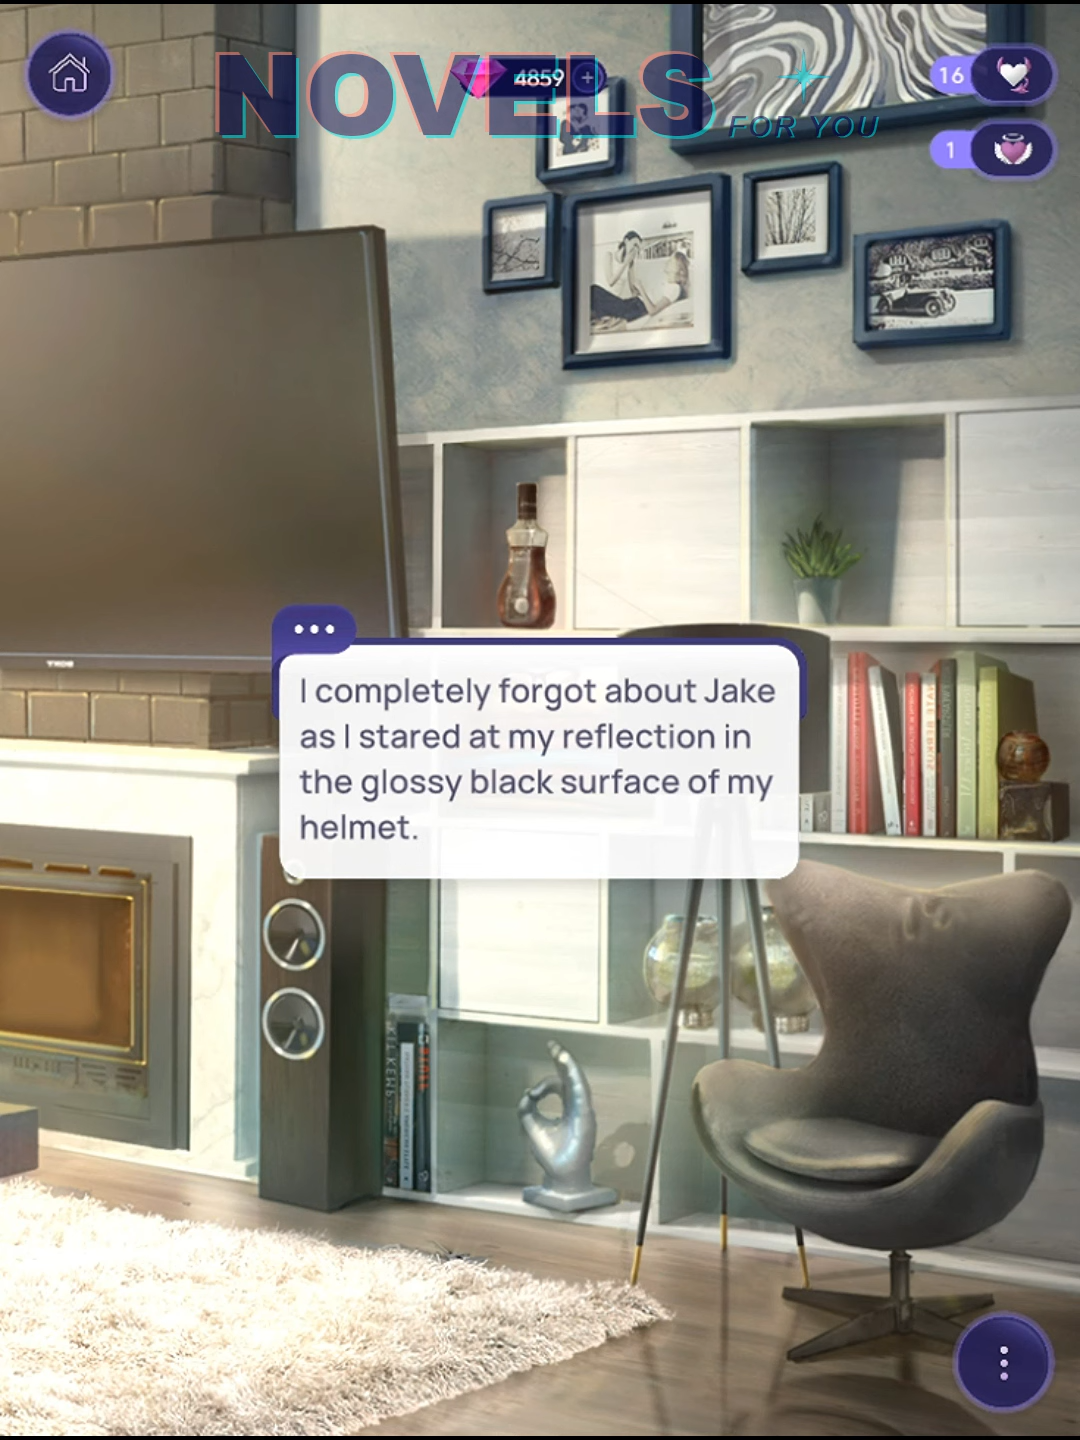 NOVELS
4859
FOR YOU
16
1
I completely forgot about Jake
as I stared at my reflection in
the glossy black surface of my
helmet.